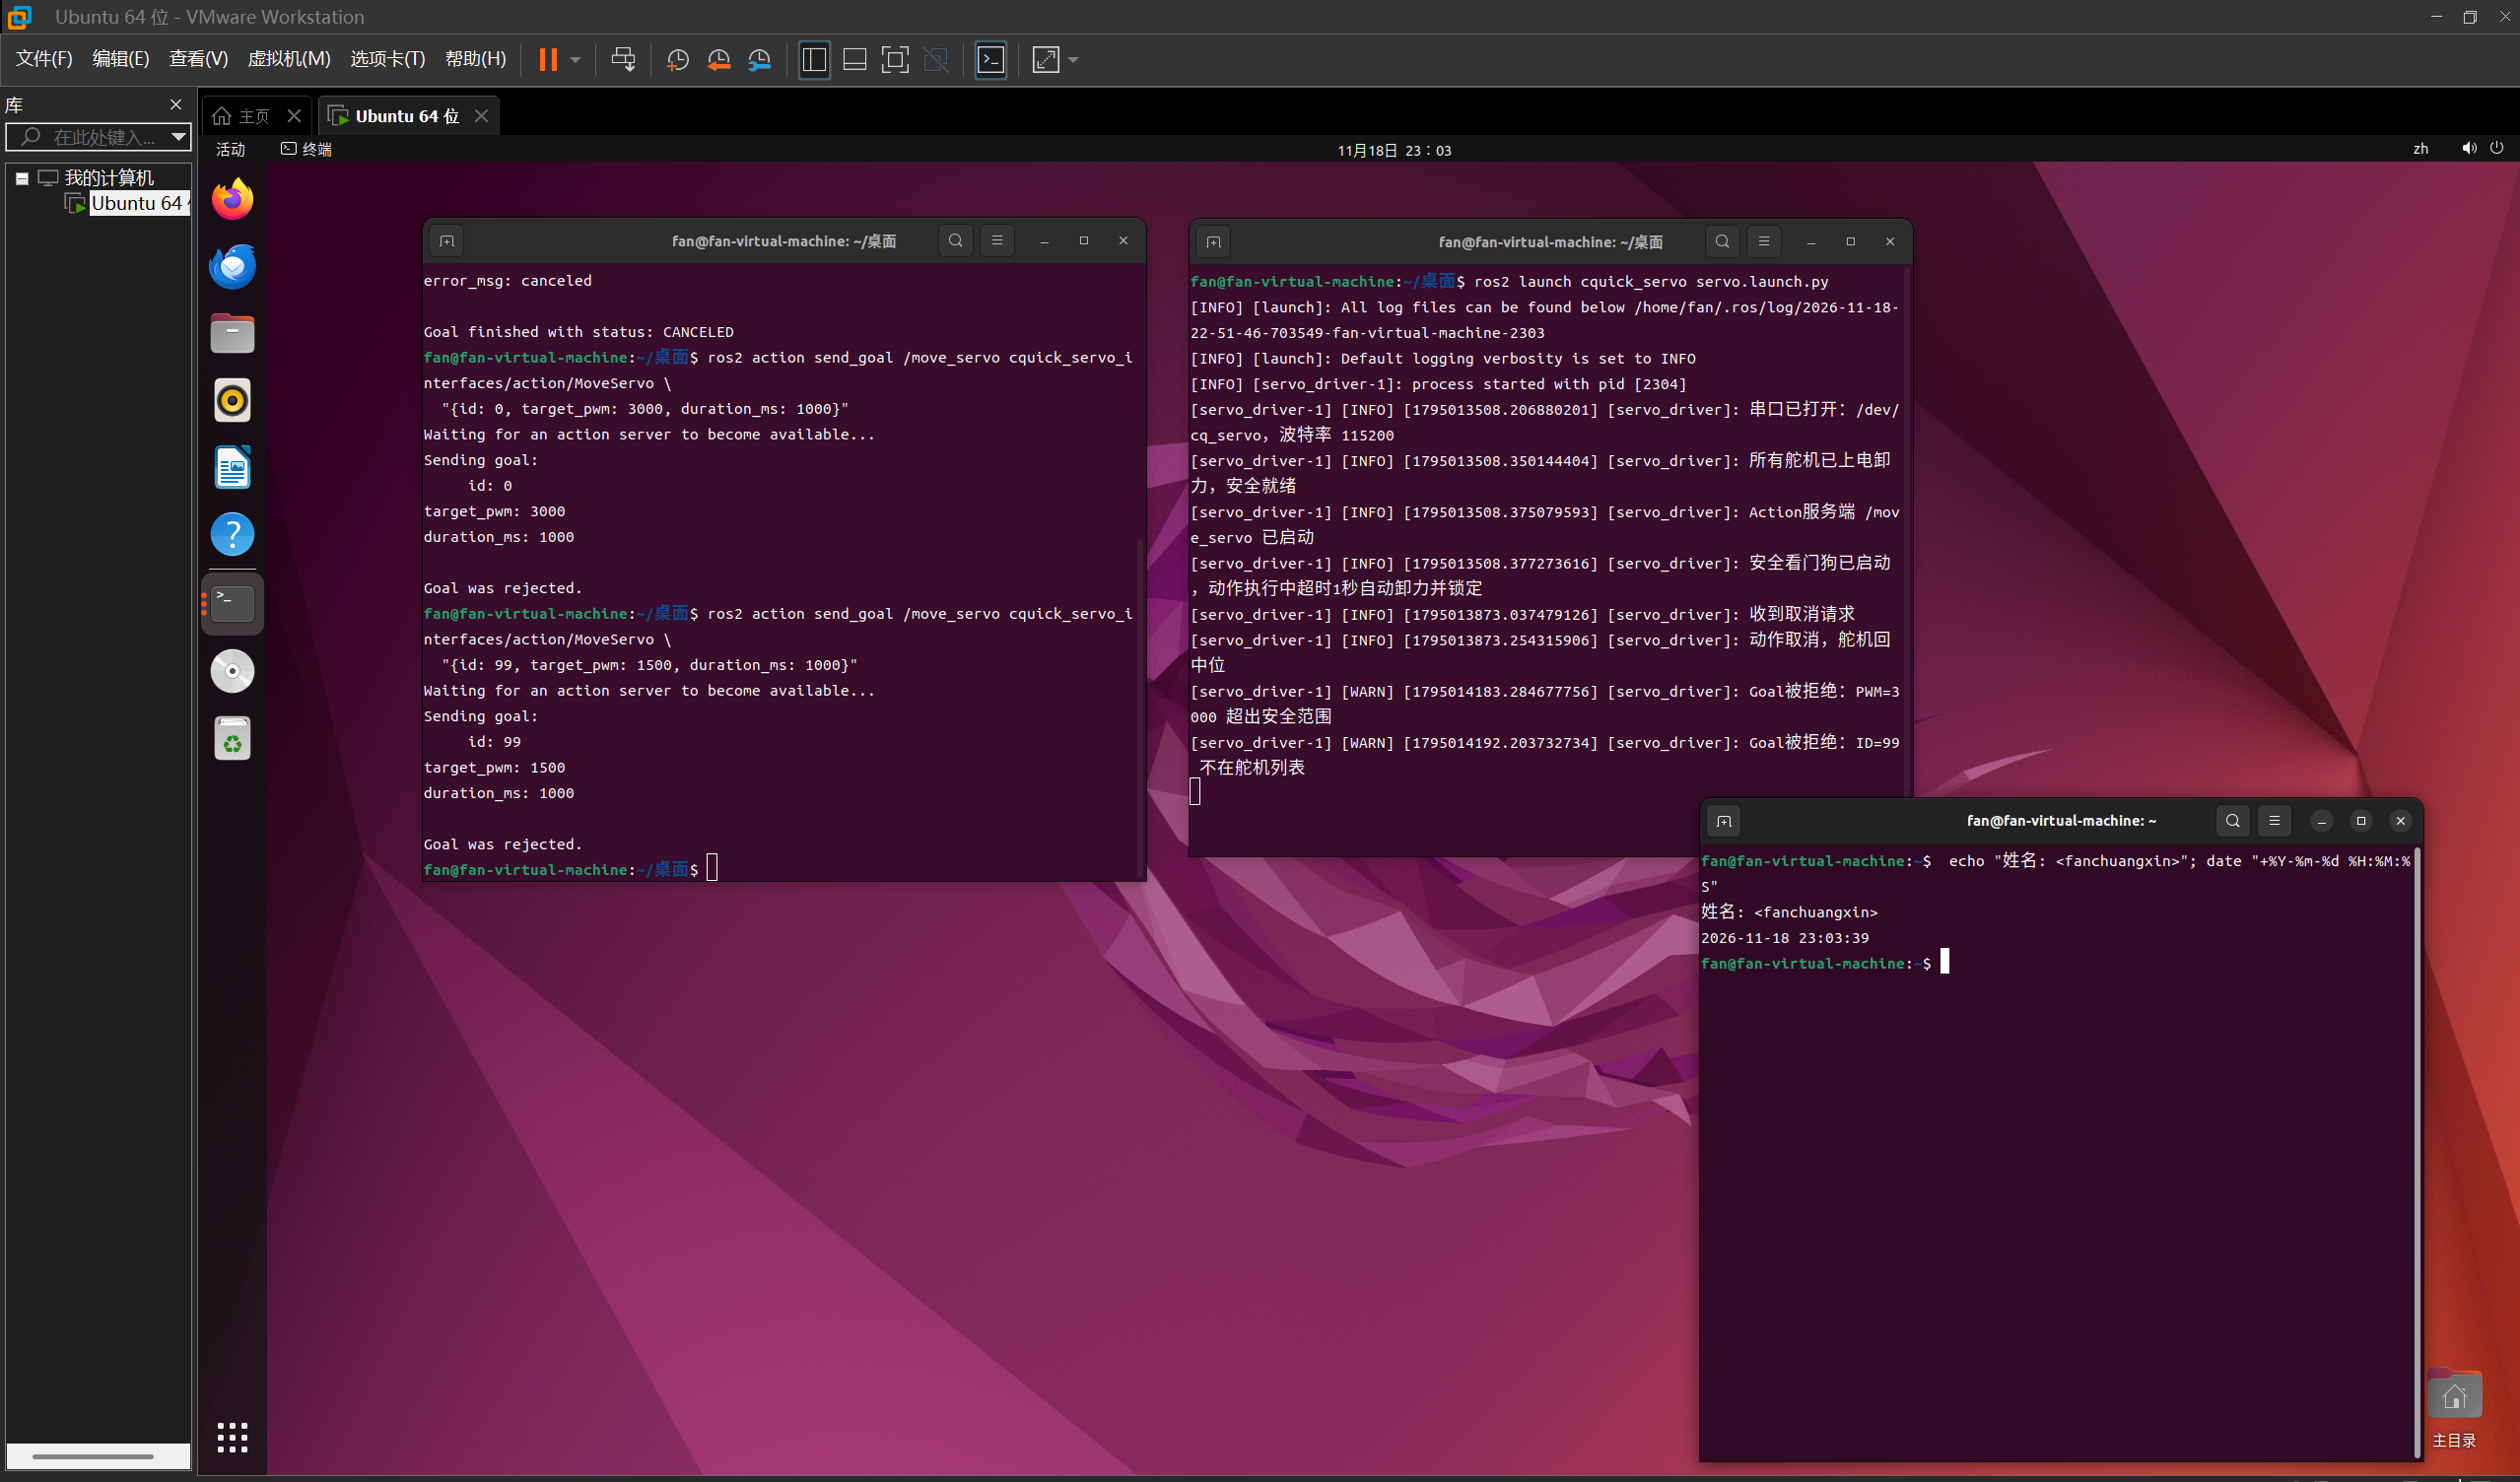 Ubuntu 64 位 - VMware Workstation
文件(F) 编辑(E) 查看(V) 虚拟机(M) 选项卡(T) 帮助(H)
库
在此处键入...
我的计算机
Ubuntu 64
主页
Ubuntu 64 位
活动
终端
11月18日 23：03
zh
fan@fan-virtual-machine: ~/桌面
error_msg: canceled
Goal finished with status: CANCELED
fan@fan-virtual-machine:~/桌面$ ros2 action send_goal /move_servo cquick_servo_i
nterfaces/action/MoveServo \
"{id: 0, target_pwm: 3000, duration_ms: 1000}"
Waiting for an action server to become available...
Sending goal:
id: 0
target_pwm: 3000
duration_ms: 1000
Goal was rejected.
fan@fan-virtual-machine:~/桌面$ ros2 action send_goal /move_servo cquick_servo_i
nterfaces/action/MoveServo \
"{id: 99, target_pwm: 1500, duration_ms: 1000}"
Waiting for an action server to become available...
Sending goal:
id: 99
target_pwm: 1500
duration_ms: 1000
Goal was rejected.
fan@fan-virtual-machine:~/桌面$
fan@fan-virtual-machine: ~/桌面
fan@fan-virtual-machine:~/桌面$ ros2 launch cquick_servo servo.launch.py
[INFO] [launch]: All log files can be found below /home/fan/.ros/log/2026-11-18-
22-51-46-703549-fan-virtual-machine-2303
[INFO] [launch]: Default logging verbosity is set to INFO
[INFO] [servo_driver-1]: process started with pid [2304]
[servo_driver-1] [INFO] [1795013508.206880201] [servo_driver]: 串口已打开：/dev/
cq_servo，波特率 115200
[servo_driver-1] [INFO] [1795013508.350144404] [servo_driver]: 所有舵机已上电卸
力，安全就绪
[servo_driver-1] [INFO] [1795013508.375079593] [servo_driver]: Action服务端 /mov
e_servo 已启动
[servo_driver-1] [INFO] [1795013508.377273616] [servo_driver]: 安全看门狗已启动
，动作执行中超时1秒自动卸力并锁定
[servo_driver-1] [INFO] [1795013873.037479126] [servo_driver]: 收到取消请求
[servo_driver-1] [INFO] [1795013873.254315906] [servo_driver]: 动作取消，舵机回
中位
[servo_driver-1] [WARN] [1795014183.284677756] [servo_driver]: Goal被拒绝：PWM=3
000 超出安全范围
[servo_driver-1] [WARN] [1795014192.203732734] [servo_driver]: Goal被拒绝：ID=99
不在舵机列表
fan@fan-virtual-machine: ~
fan@fan-virtual-machine:~$  echo "姓名: <fanchuangxin>"; date "+%Y-%m-%d %H:%M:%
S"
姓名: <fanchuangxin>
2026-11-18 23:03:39
fan@fan-virtual-machine:~$
主目录